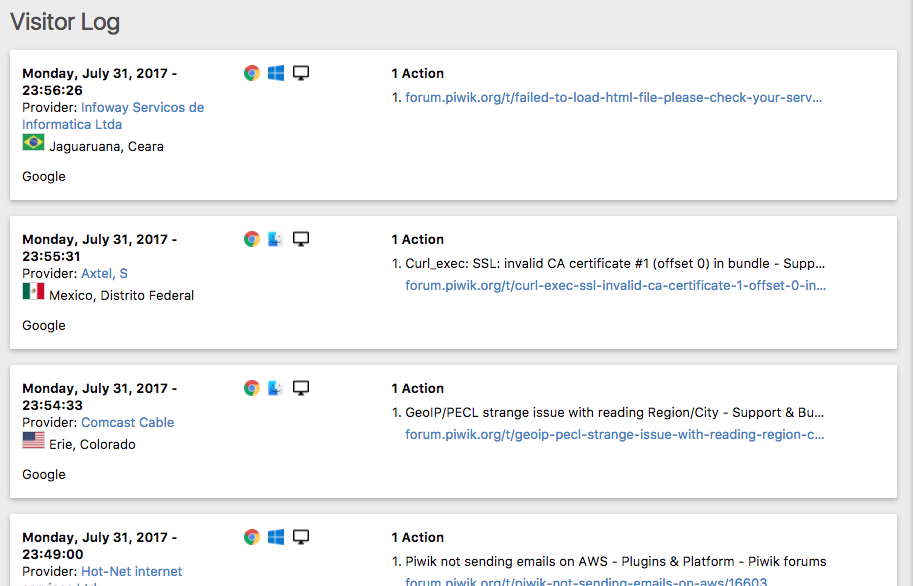 Visitor Log
Monday, July 31, 2017 -
23:56:26
Provider: Infoway Servicos de
Informatica Ltda
Jaguaruana, Ceara
Google
1 Action
1. forum.piwik.org/t/failed-to-load-html-file-please-check-your-serv...
Monday, July 31, 2017 -
23:55:31
Provider: Axtel, S
Mexico, Distrito Federal
Google
1 Action
1. Curl_exec: SSL: invalid CA certificate #1 (offset 0) in bundle - Supp...
forum.piwik.org/t/curl-exec-ssl-invalid-ca-certificate-1-offset-0-in...
Monday, July 31, 2017 -
23:54:33
Provider: Comcast Cable
Erie, Colorado
Google
1 Action
1. GeoIP/PECL strange issue with reading Region/City - Support & Bu...
forum.piwik.org/t/geoip-pecl-strange-issue-with-reading-region-c...
Monday, July 31, 2017 -
23:49:00
Provider: Hot-Net internet
services Ltd
1 Action
1. Piwik not sending emails on AWS - Plugins & Platform - Piwik forums
forum.piwik.org/t/piwik-not-sending-emails-on-aws/16603